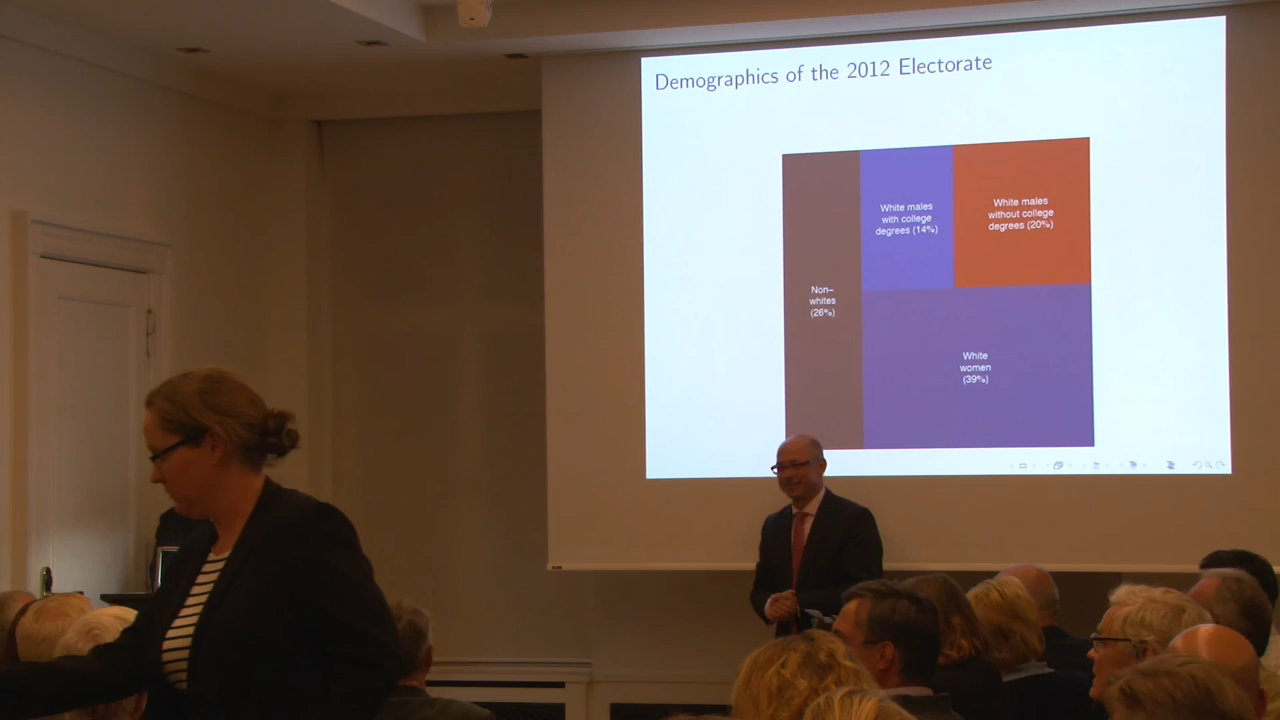 Demographics of the 2012 Electorate
White males
with college
degrees (14%)
White males
without college
degrees (20%)
Non–
whites
(26%)
White
women
(39%)